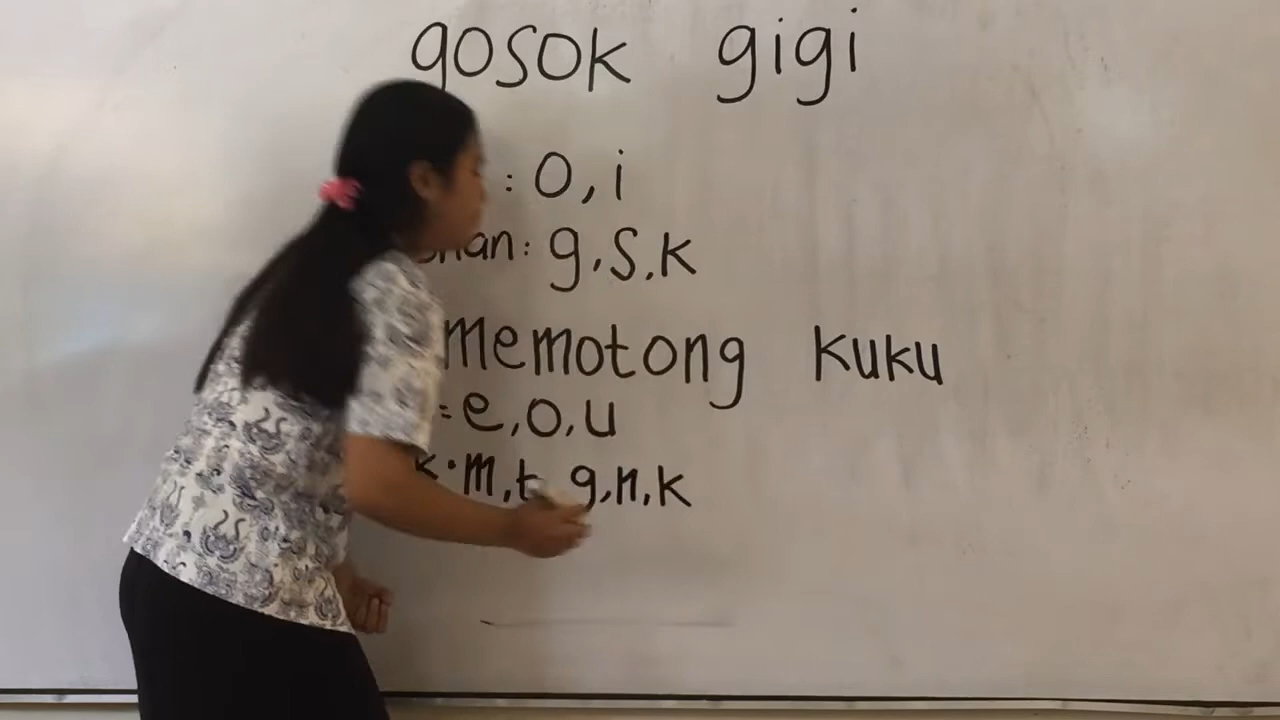 gosok gigi
: o, i
nan: g, s, k
memotong kuku
: e, o, u
k: m, t, g, n, k